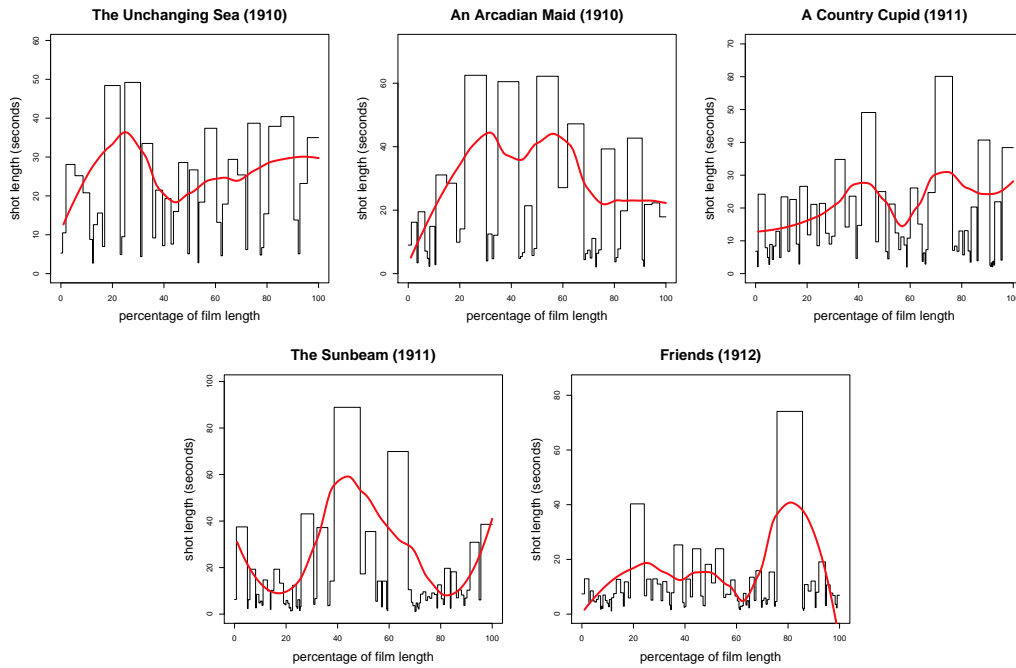 The Unchanging Sea (1910)
shot length (seconds)
60
50
40
30
20
10
0
0 20 40 60 80 100
percentage of film length
An Arcadian Maid (1910)
shot length (seconds)
60
40
20
0
0 20 40 60 80 100
percentage of film length
A Country Cupid (1911)
shot length (seconds)
70
60
50
40
30
20
10
0
0 20 40 60 80 100
percentage of film length
The Sunbeam (1911)
shot length (seconds)
100
80
60
40
20
0
0 20 40 60 80 100
percentage of film length
Friends (1912)
shot length (seconds)
80
60
40
20
0
0 20 40 60 80 100
percentage of film length